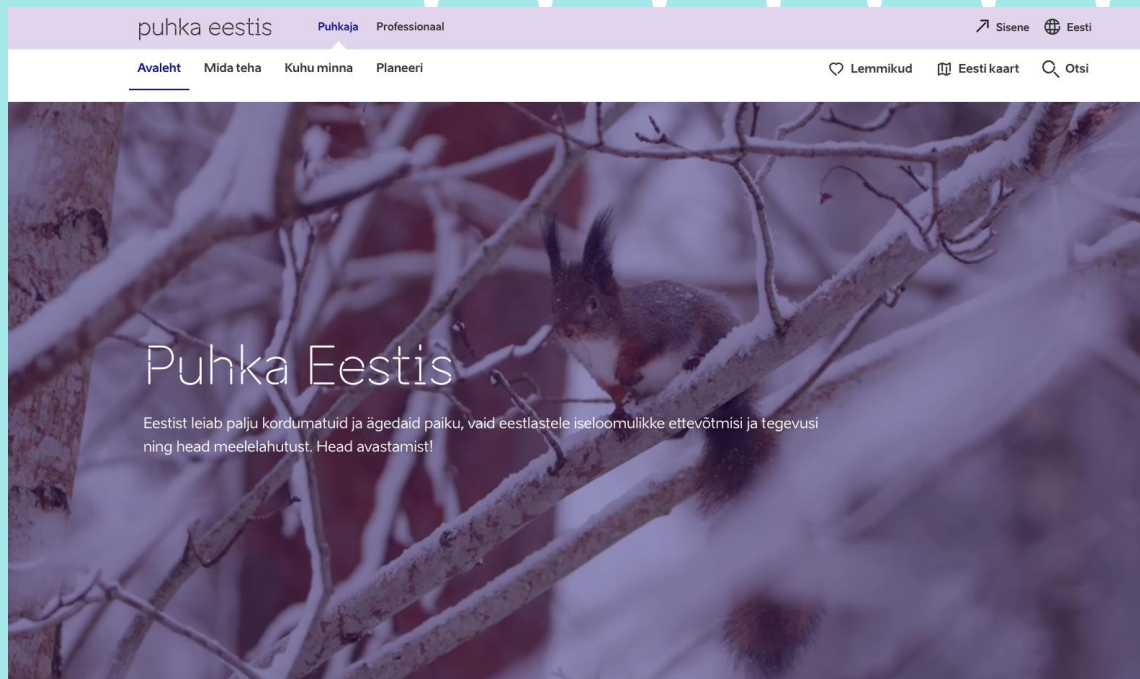 puhka eestis Puhkaja Professionaal Sisene Eesti
Avaleht Mida teha Kuhu minna Planeeri Lemmikud Eesti kaart Otsi
Puhka Eestis
Eestist leiab palju kordumatuid ja ägedaid paiku, vaid eestlastele iseloomulikke ettevõtmisi ja tegevusi
ning head meelelahutust. Head avastamist!